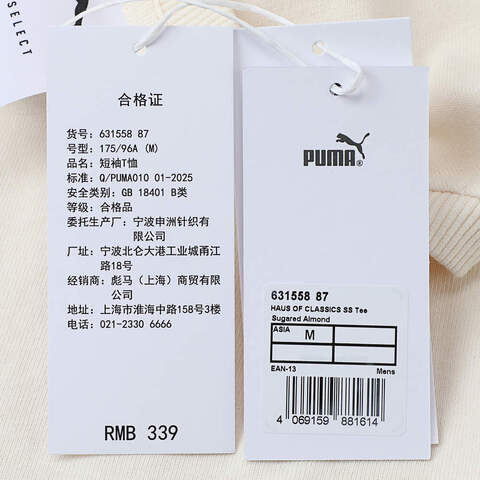 SELECT
合格证
货号: 631558 87
号型: 175/96A (M)
品名: 短袖T恤
标准: Q/PUMA010 01-2025
安全类别: GB 18401 B类
等级: 合格品
委托生产厂: 宁波申洲针织有
限公司
厂址: 宁波北仑大港工业城甬江
路18号
经销商: 彪马(上海)商贸有
限公司
地址: 上海市淮海中路158号3楼
电话: 021-2330 6666
RMB 339
PUMA®
631558 87
HAUS OF CLASSICS SS Tee
Sugared Almond
ASIA
M
EAN-13
Mens
4 069159 881614